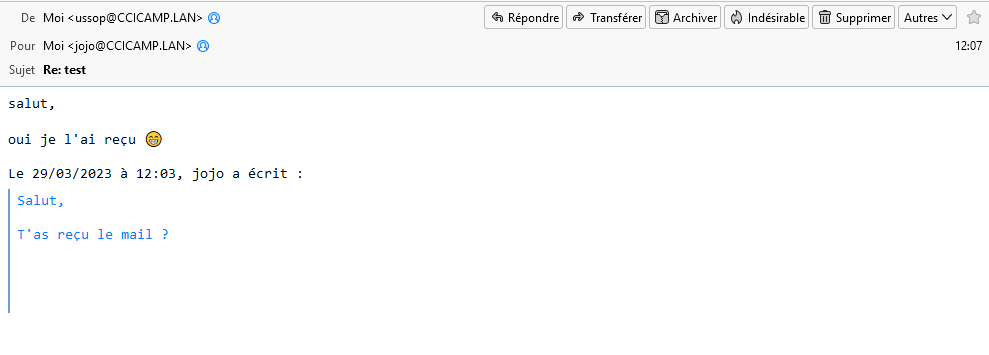 De Moi <ussop@CCICAMP.LAN> Répondre Transférer Archiver Indésirable Supprimer Autres
Pour Moi <jojo@CCICAMP.LAN> 12:07
Sujet Re: test
salut,
oui je l'ai reçu 😁
Le 29/03/2023 à 12:03, jojo a écrit :
Salut,
T'as reçu le mail ?